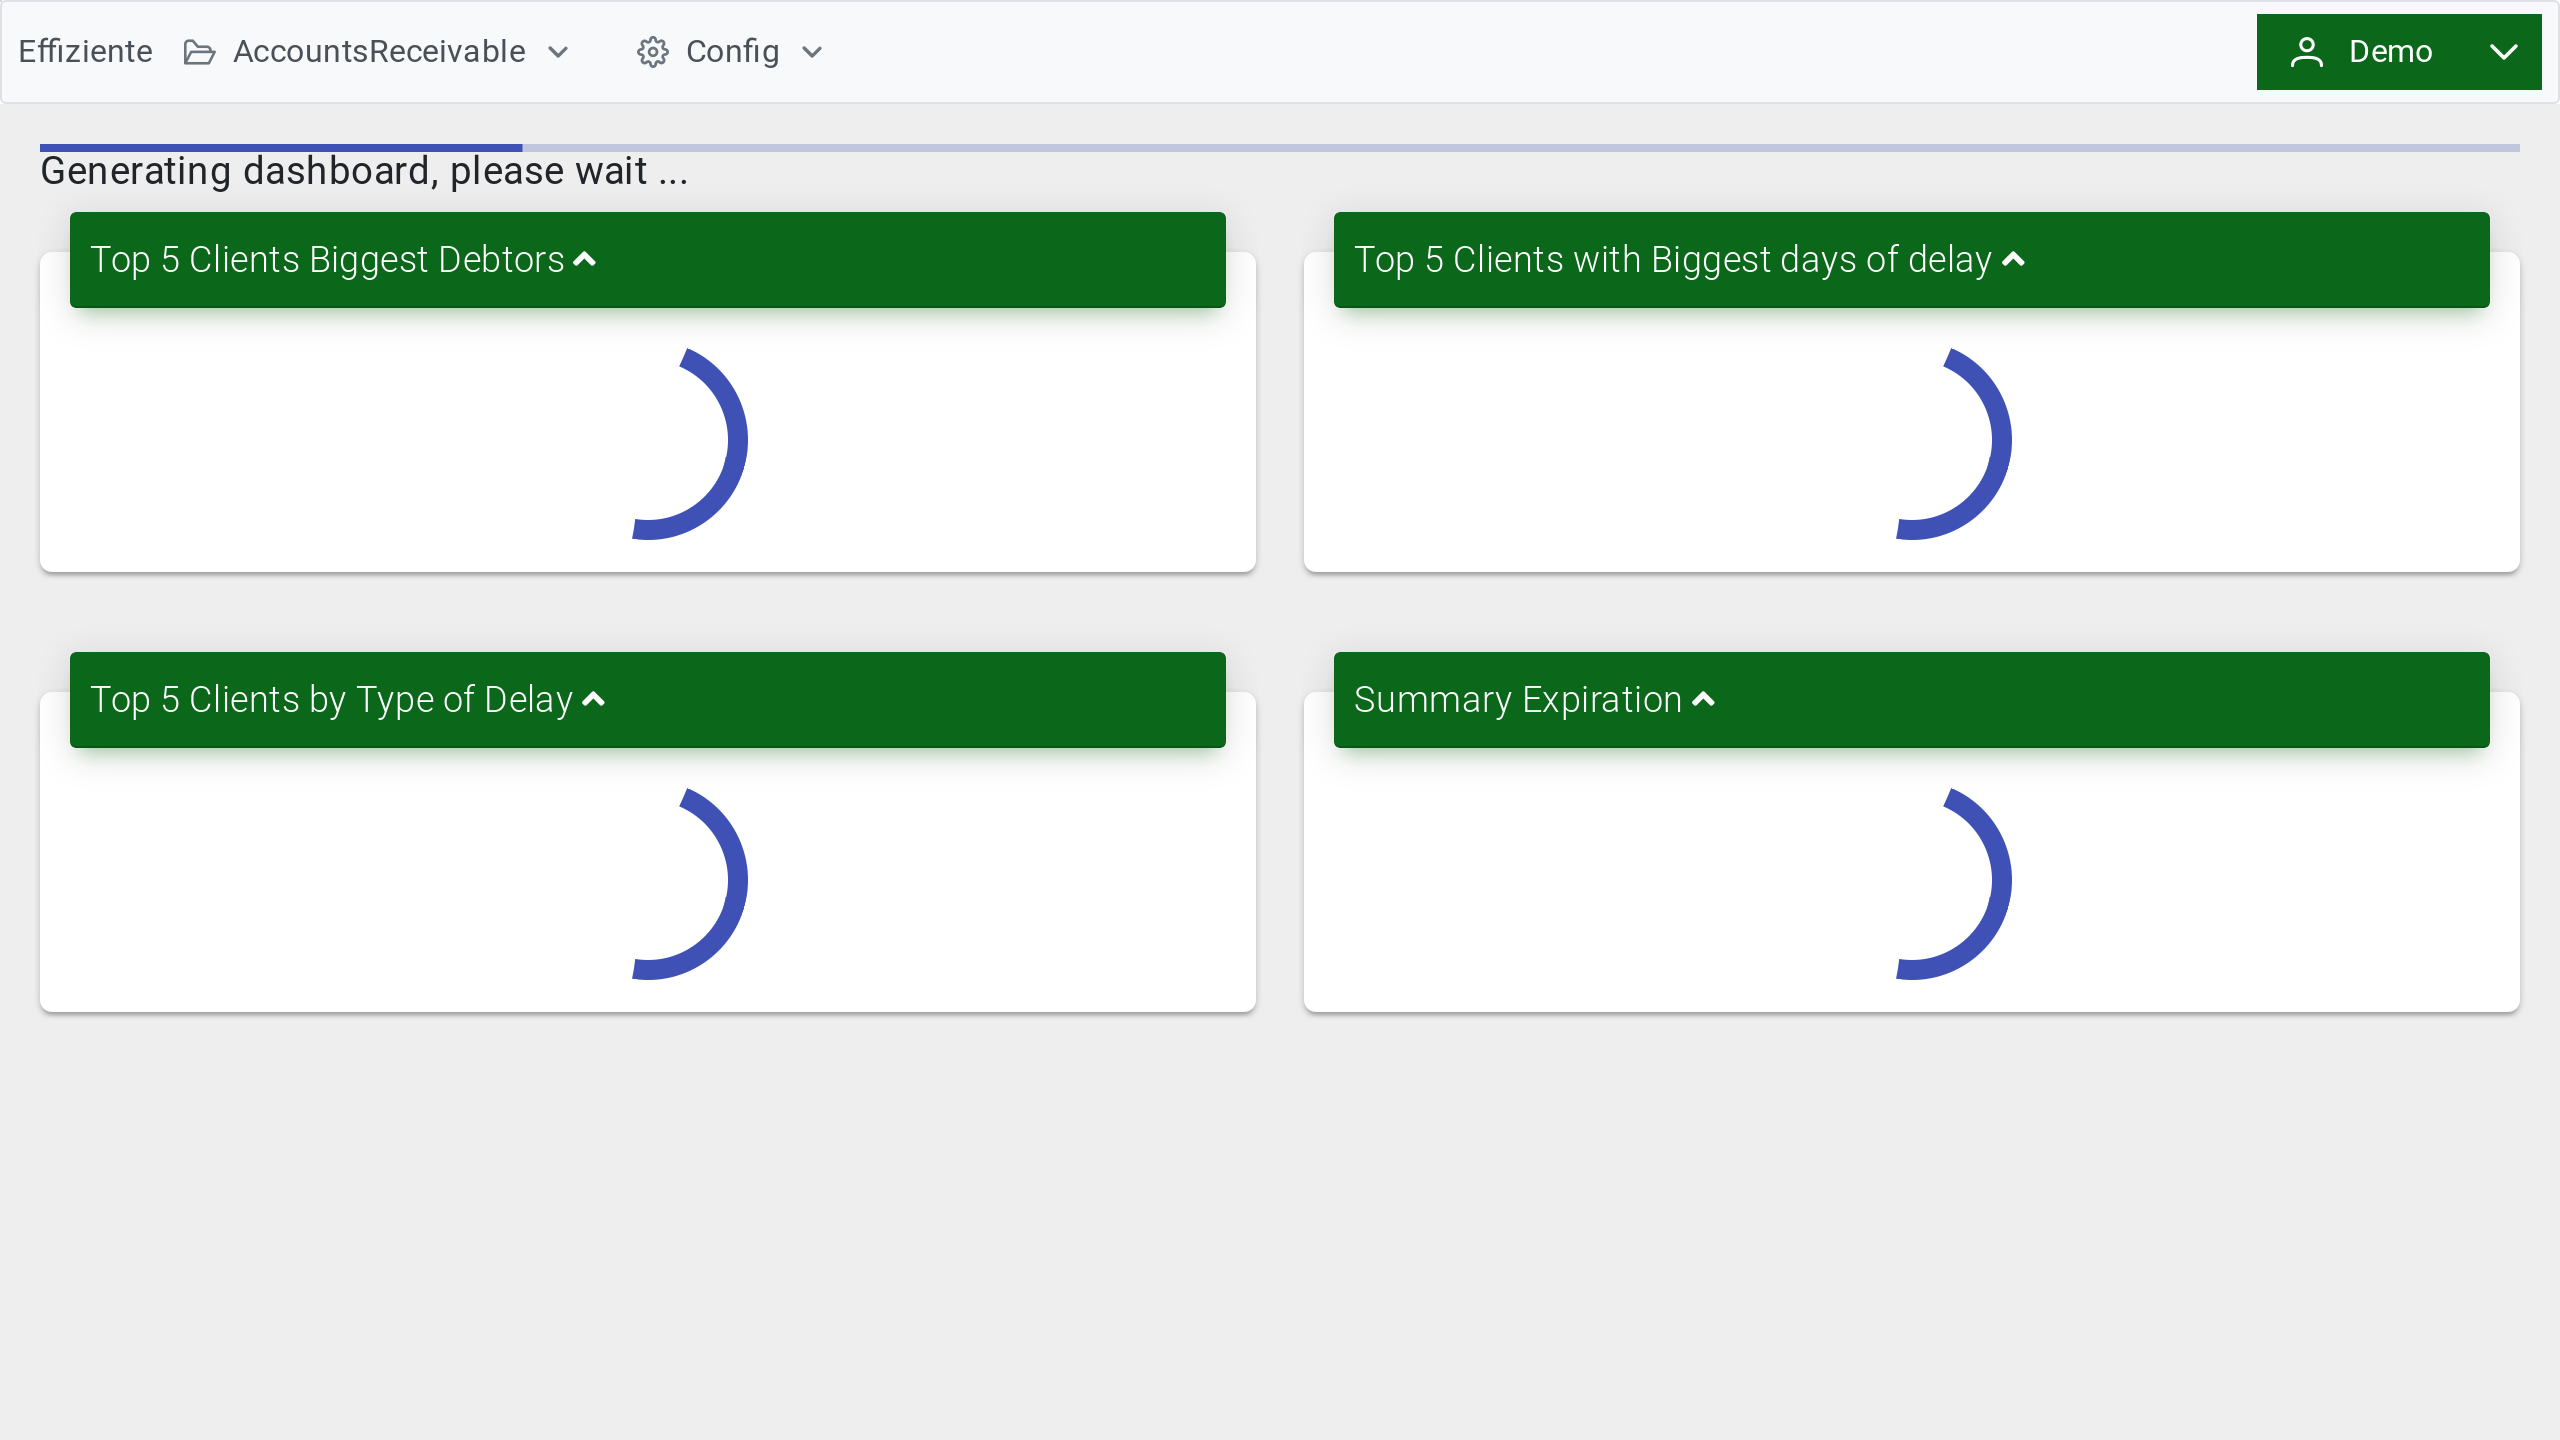 Effiziente AccountsReceivable Config Demo
Generating dashboard, please wait ...
Top 5 Clients Biggest Debtors
Top 5 Clients with Biggest days of delay
Top 5 Clients by Type of Delay
Summary Expiration